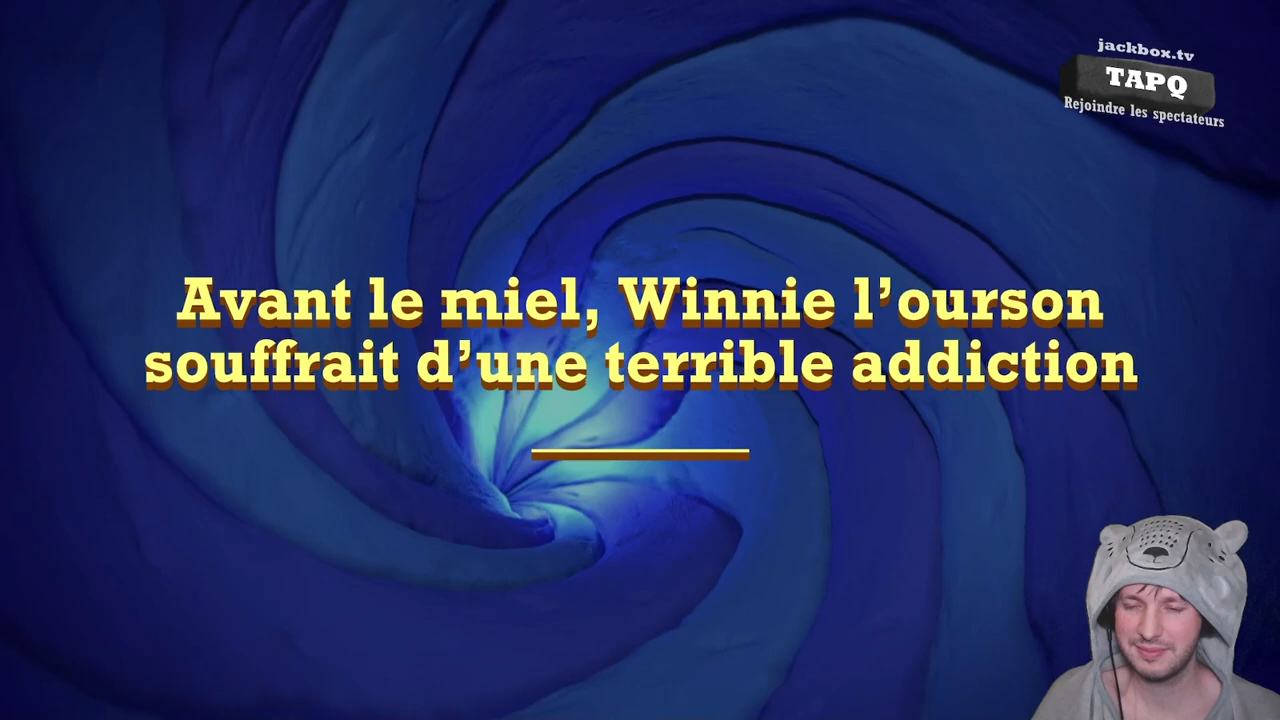 jackbox.tv
TAPQ
Rejoindre les spectateurs
Avant le miel, Winnie l’ourson
souffrait d’une terrible addiction